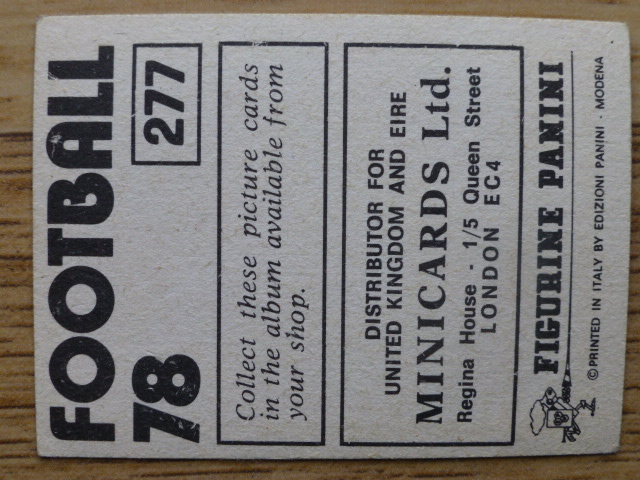 FOOTBALL
78 277
Collect these picture cards
in the album available from
your shop.
DISTRIBUTOR FOR
UNITED KINGDOM AND EIRE
MINICARDS Ltd.
Regina House - 1/5 Queen Street
LONDON EC4
FIGURINE PANINI
©PRINTED IN ITALY BY EDIZIONI PANINI - MODENA